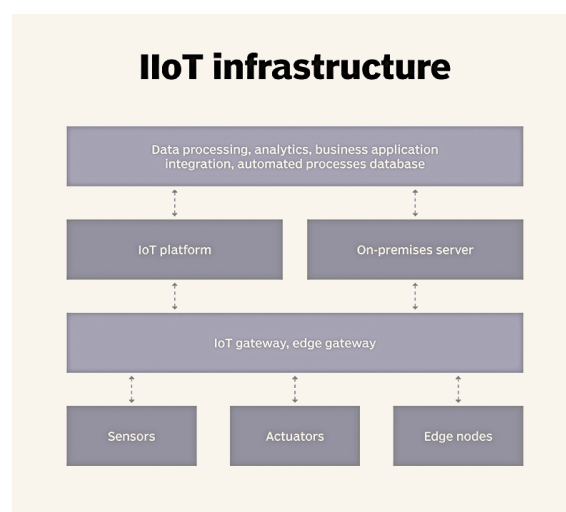 IIoT infrastructure
Data processing, analytics, business application
integration, automated processes database
IoT platform
On-premises server
IoT gateway, edge gateway
Sensors
Actuators
Edge nodes